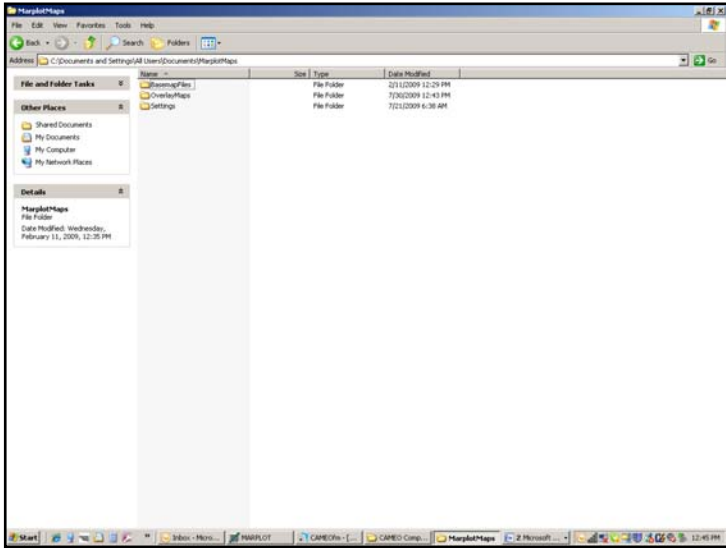 MarplotMaps
File Edit View Favorites Tools Help
Back Search Folders
Address C:\Documents and Settings\All Users\Documents\MarplotMaps Go
Name Size Type Date Modified
BasemapFiles File Folder 2/11/2009 12:29 PM
OverlayMaps File Folder 7/30/2009 12:43 PM
Settings File Folder 7/21/2009 6:38 AM
File and Folder Tasks
Other Places
Shared Documents
My Documents
My Computer
My Network Places
Details
MarplotMaps
File Folder
Date Modified: Wednesday,
February 11, 2009, 12:35 PM
Start Inbox - Micro... MARPLOT CAMEOfm - [... CAMEO Comp... MarplotMaps 2 Microsoft ... 12:45 PM